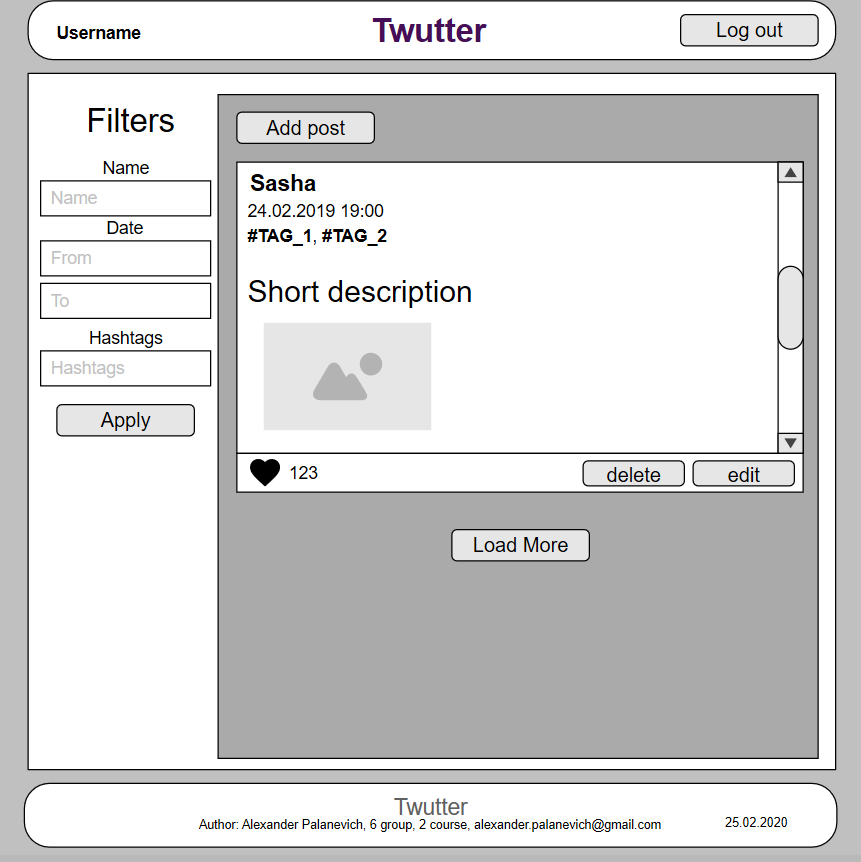 Username
Twutter
Log out
Filters
Name
Name
Date
From
To
Hashtags
Hashtags
Apply
Add post
Sasha
24.02.2019 19:00
#TAG_1, #TAG_2
Short description
123
delete
edit
Load More
Twutter
Author: Alexander Palanevich, 6 group, 2 course, alexander.palanevich@gmail.com
25.02.2020